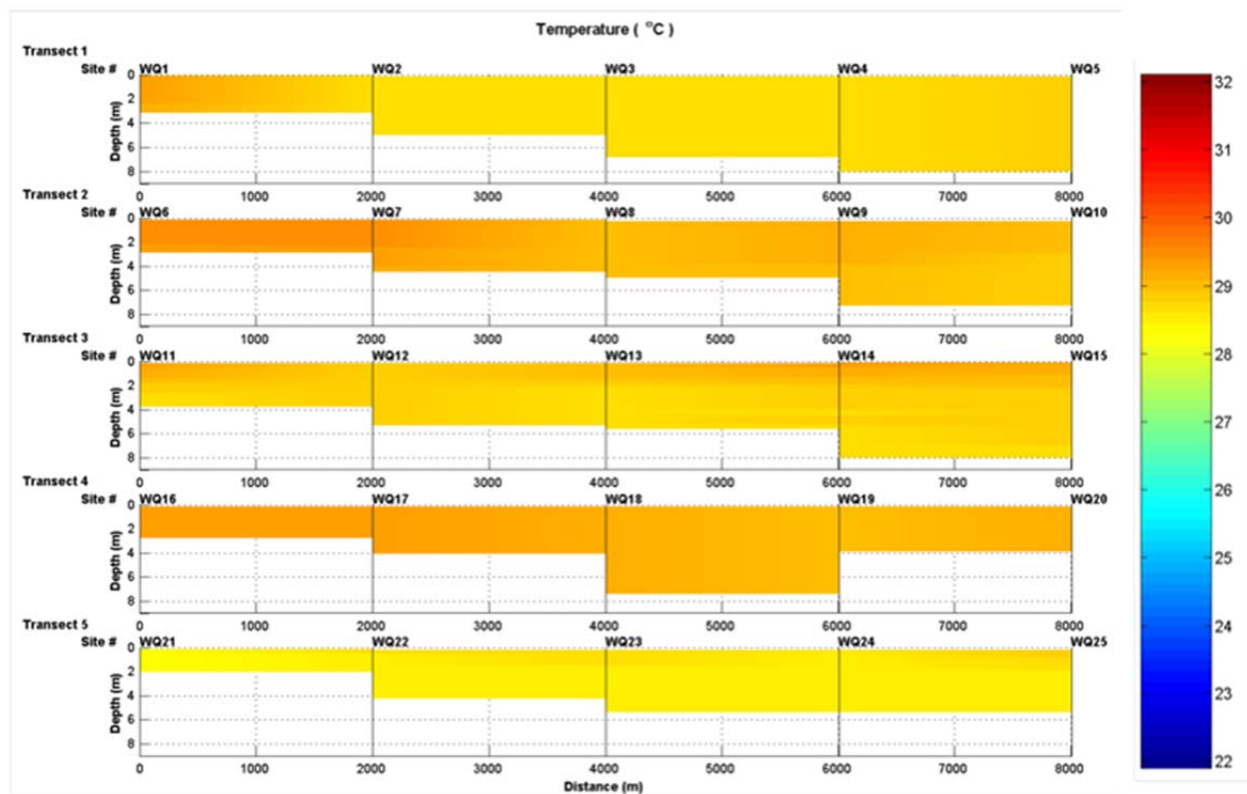 Temperature ( °C )
Transect 1
Site # WQ1 WQ2 WQ3 WQ4 WQ5
0
2
4
6
8
Depth (m)
0 1000 2000 3000 4000 5000 6000 7000 8000
Transect 2
Site # WQ6 WQ7 WQ8 WQ9 WQ10
0
2
4
6
8
Depth (m)
0 1000 2000 3000 4000 5000 6000 7000 8000
Transect 3
Site # WQ11 WQ12 WQ13 WQ14 WQ15
0
2
4
6
8
Depth (m)
0 1000 2000 3000 4000 5000 6000 7000 8000
Transect 4
Site # WQ16 WQ17 WQ18 WQ19 WQ20
0
2
4
6
8
Depth (m)
0 1000 2000 3000 4000 5000 6000 7000 8000
Transect 5
Site # WQ21 WQ22 WQ23 WQ24 WQ25
0
2
4
6
8
Depth (m)
0 1000 2000 3000 4000 5000 6000 7000 8000
Distance (m)
32
31
30
29
28
27
26
25
24
23
22